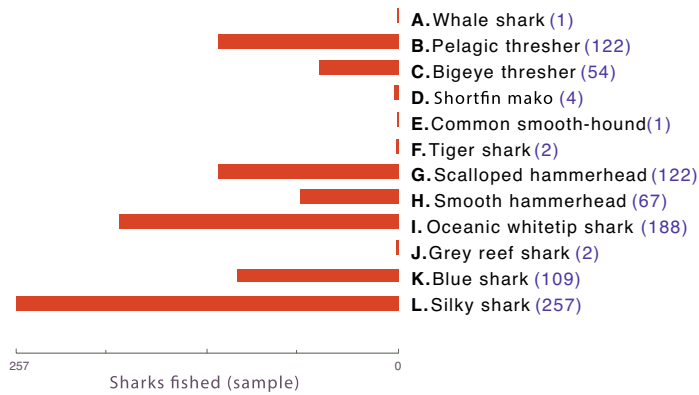 A. Whale shark (1)
B. Pelagic thresher (122)
C. Bigeye thresher (54)
D. Shortfin mako (4)
E. Common smooth-hound(1)
F. Tiger shark (2)
G. Scalloped hammerhead (122)
H. Smooth hammerhead (67)
I. Oceanic whitetip shark (188)
J. Grey reef shark (2)
K. Blue shark (109)
L. Silky shark (257)
257 0
Sharks fished (sample)